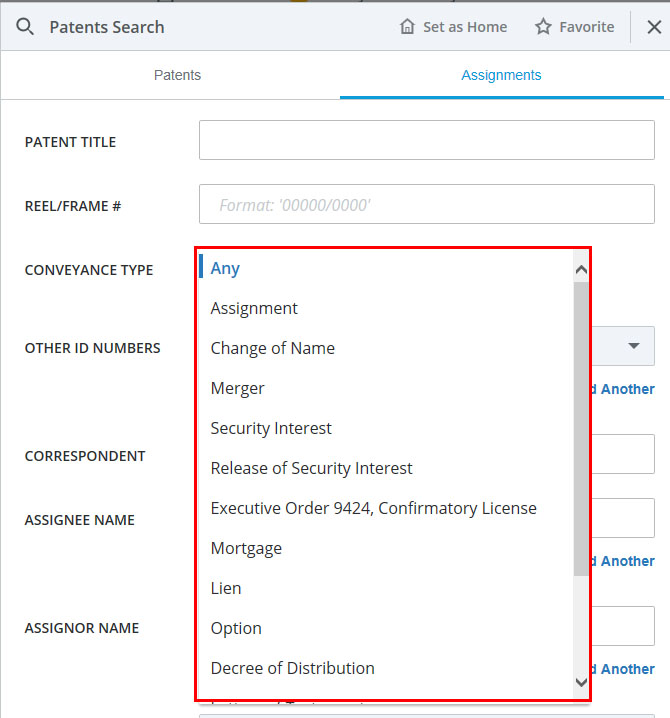 Patents Search Set as Home Favorite
Patents Assignments
PATENT TITLE
REEL/FRAME # Format: '00000/0000'
CONVEYANCE TYPE Any
Assignment
Change of Name
OTHER ID NUMBERS
Merger d Another
Security Interest
CORRESPONDENT
Release of Security Interest
Executive Order 9424, Confirmatory License
ASSIGNEE NAME
Mortgage
d Another
Lien
ASSIGNOR NAME Option
Decree of Distribution d Another